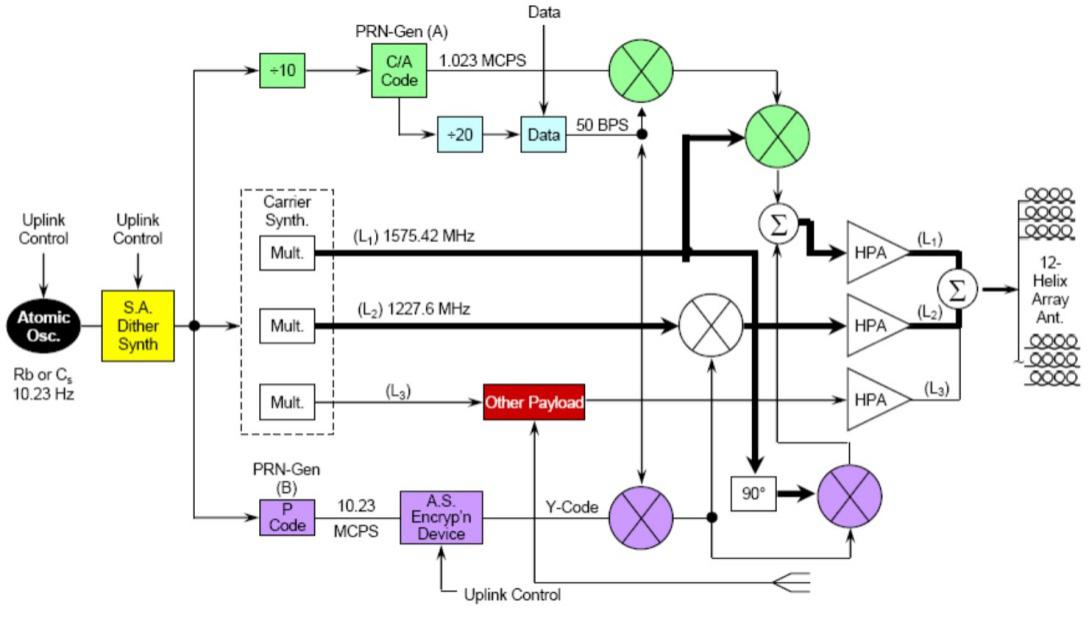 Data
PRN-Gen (A)
÷10
C/A
Code
1.023 MCPS
÷20
Data
50 BPS
Uplink
Control
Uplink
Control
Carrier
Synth.
Mult.
(L₁) 1575.42 MHz
Σ
HPA
(L₁)
Atomic
Osc.
S.A.
Dither
Synth
Mult.
(L₂) 1227.6 MHz
HPA
(L₂)
Σ
12-
Helix
Array
Ant.
Rb or Cₛ
10.23 Hz
Mult.
(L₃)
Other Payload
HPA
(L₃)
PRN-Gen
(B)
P
Code
10.23
MCPS
A.S.
Encryp'n
Device
Y-Code
90°
Uplink Control